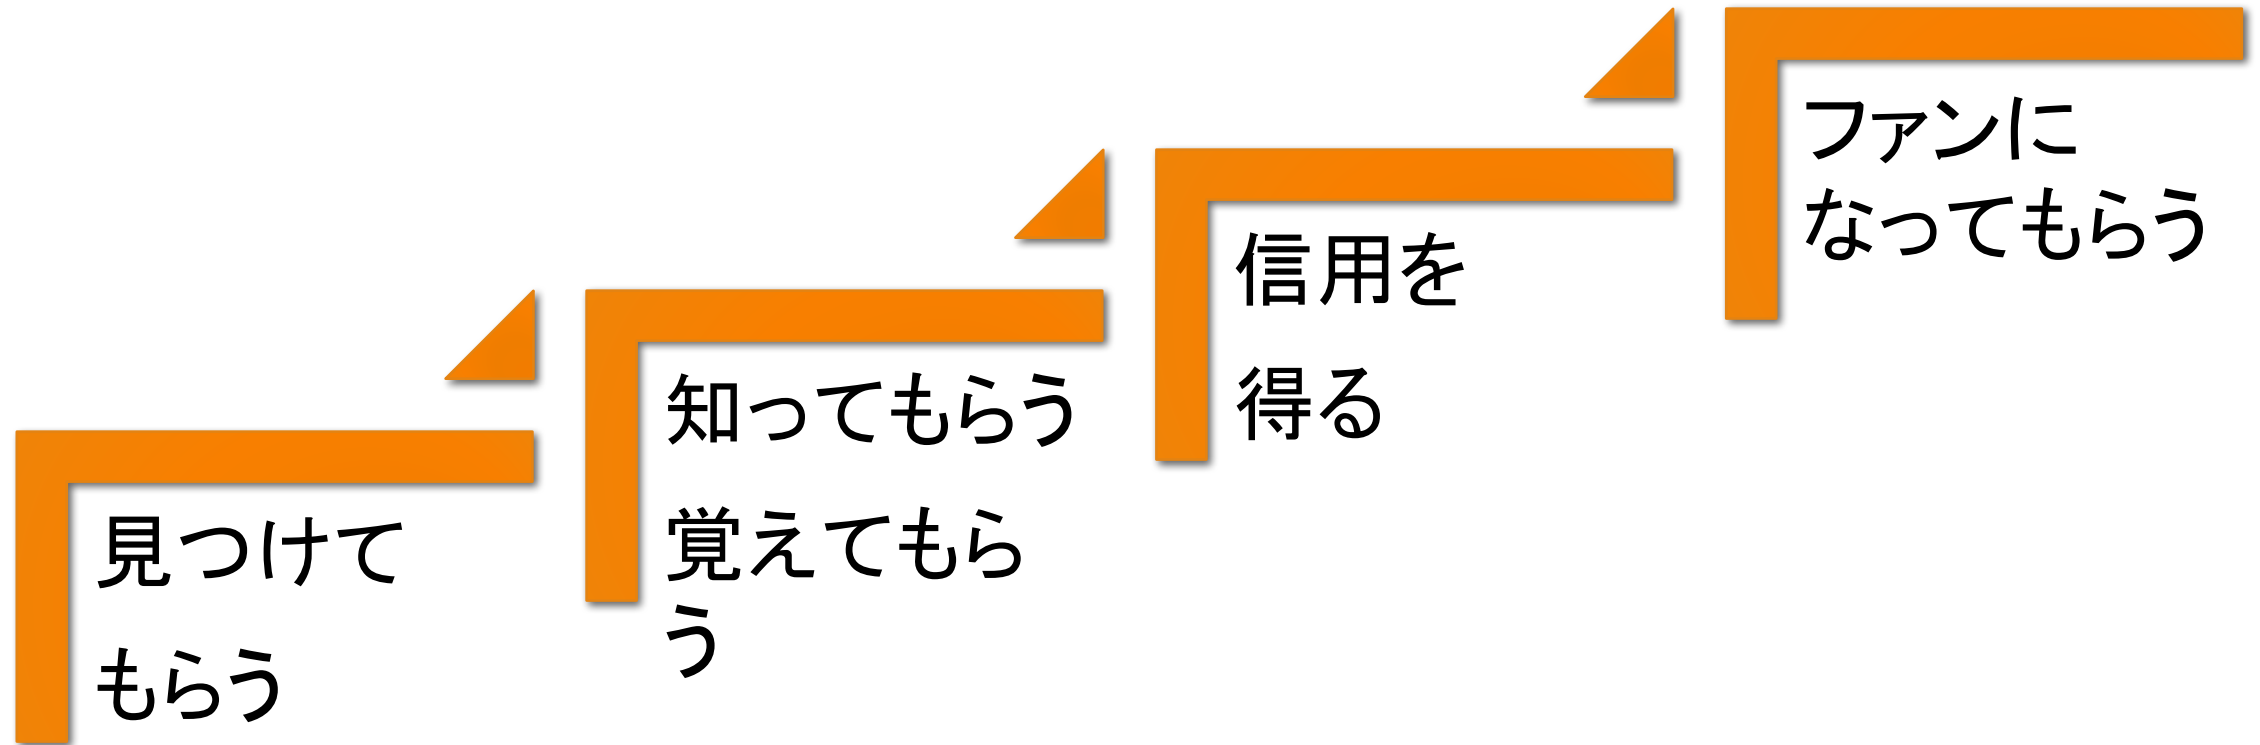 見つけて
もらう
知ってもらう
覚えてもら
う
信用を
得る
ファンに
なってもらう